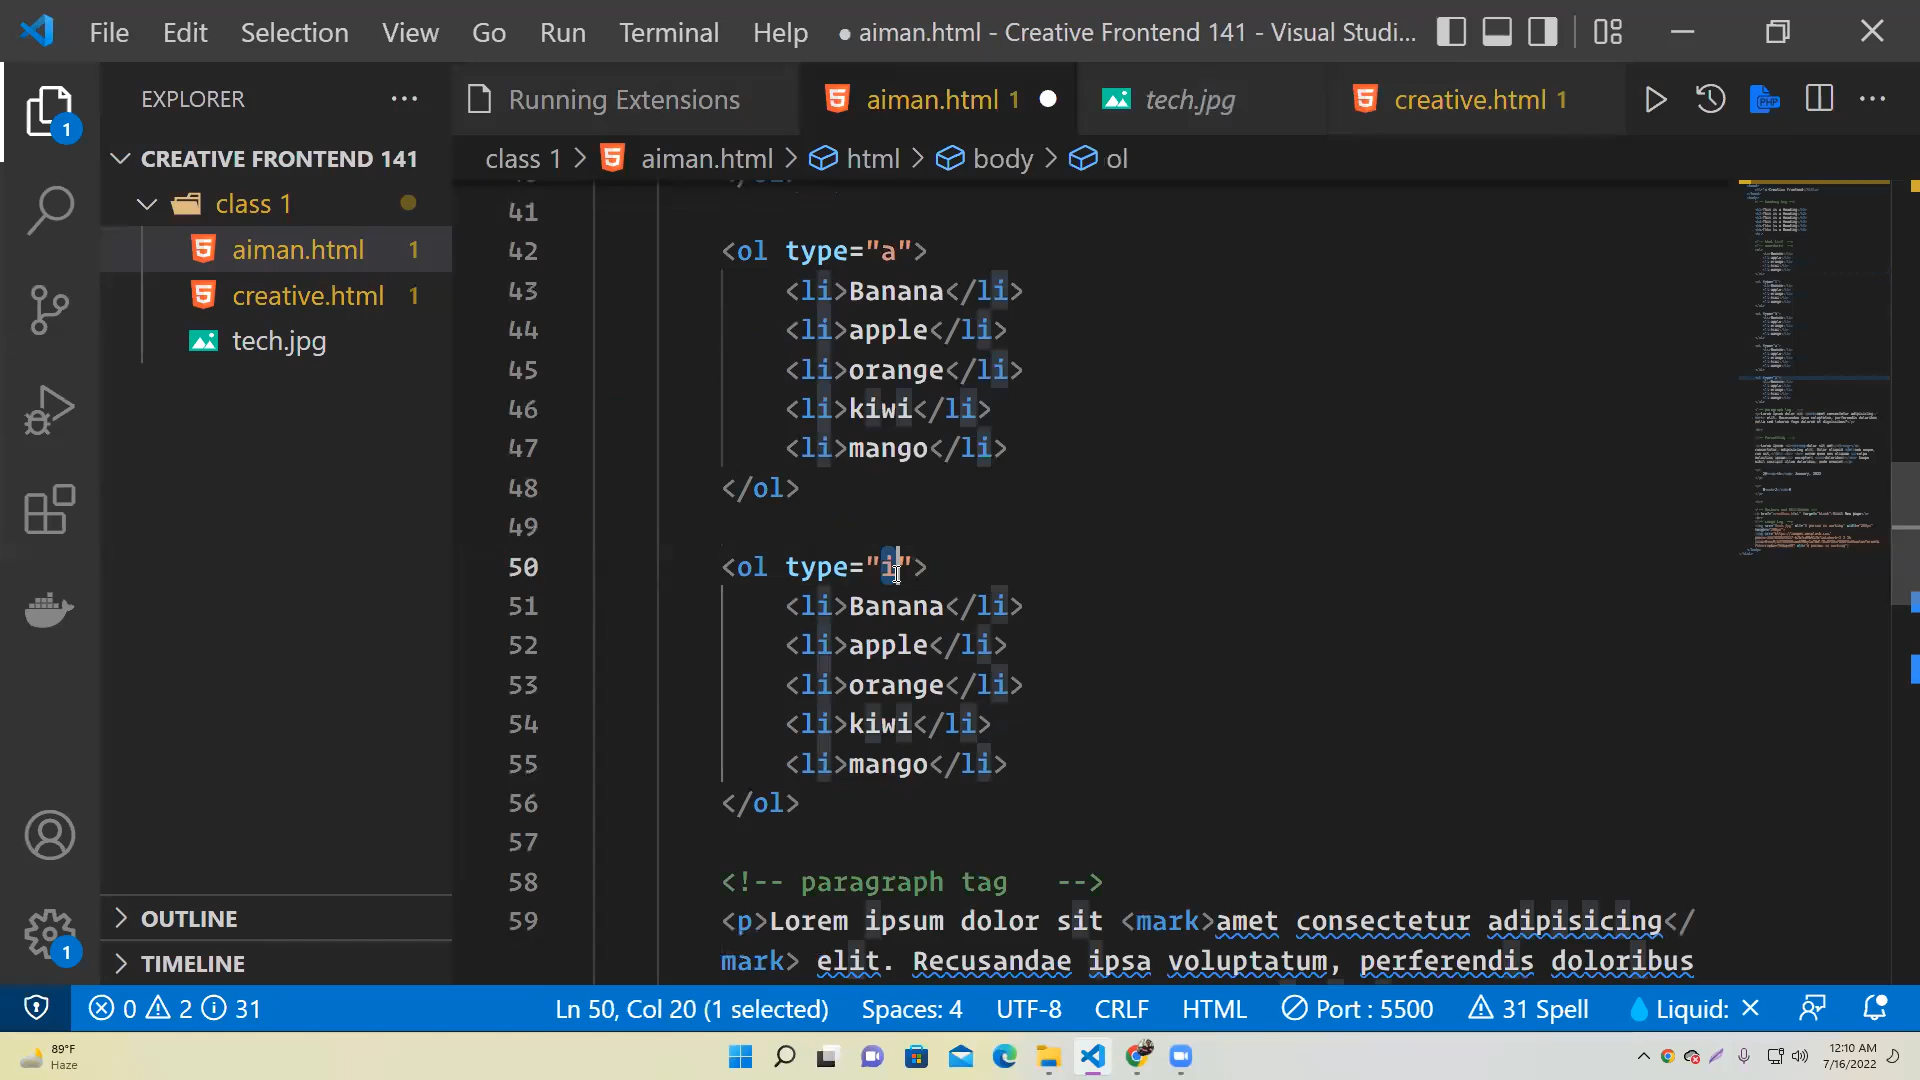 File Edit Selection View Go Run Terminal Help ● aiman.html - Creative Frontend 141 - Visual Studi...
EXPLORER ...
Running Extensions aiman.html 1 tech.jpg creative.html 1
CREATIVE FRONTEND 141
class 1 > aiman.html > html > body > ol
class 1
aiman.html 1
creative.html 1
tech.jpg
41
42 <ol type="a">
43 <li>Banana</li>
44 <li>apple</li>
45 <li>orange</li>
46 <li>kiwi</li>
47 <li>mango</li>
48 </ol>
49
50 <ol type="i">
51 <li>Banana</li>
52 <li>apple</li>
53 <li>orange</li>
54 <li>kiwi</li>
55 <li>mango</li>
56 </ol>
57
58 <!-- paragraph tag -->
59 <p>Lorem ipsum dolor sit <mark>amet consectetur adipisicing</
mark> elit. Recusandae ipsa voluptatum, perferendis doloribus
OUTLINE
TIMELINE
1
1
0 2 31 Ln 50, Col 20 (1 selected) Spaces: 4 UTF-8 CRLF HTML Port : 5500 31 Spell Liquid:
89°F
Haze
12:10 AM
7/16/2022